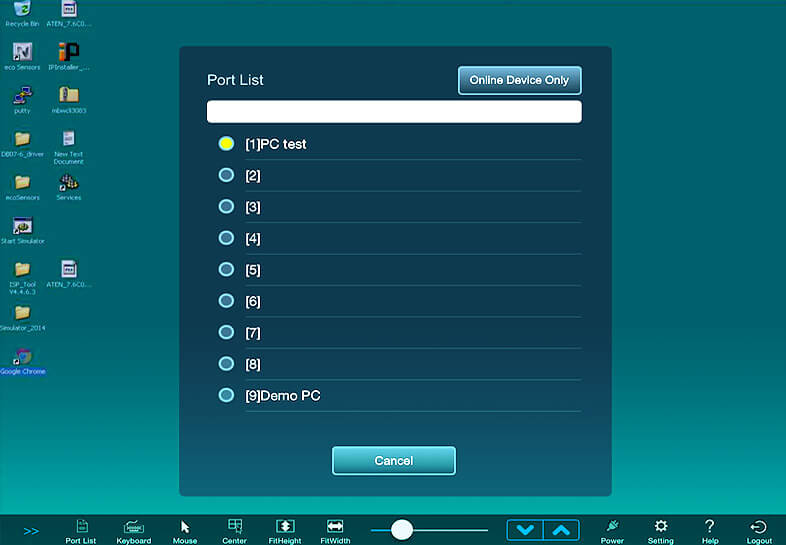 Recycle Bin
ATEN_7.6C0...
eco Sensors
IPInstaller_...
putty
mbwcli3083
DB07-6_driver
New Text
Document
ecoSensors
Services
Start Simulator
ISP_Tool
V4.4.6.3
ATEN_7.6C0...
Simulator_2014
Google Chrome
Port List
Online Device Only
[1]PC test
[2]
[3]
[4]
[5]
[6]
[7]
[8]
[9]Demo PC
Cancel
>>
Port List
Keyboard
Mouse
Center
FitHeight
FitWidth
Power
Setting
?
Help
Logout